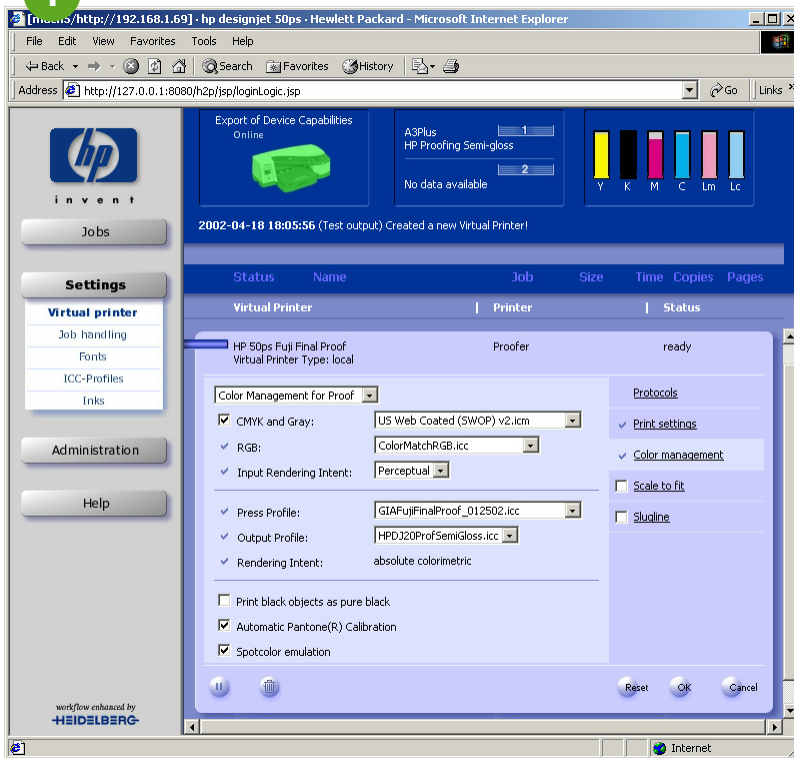 [mach5/http://192.168.1.69] - hp designjet 50ps - Hewlett Packard - Microsoft Internet Explorer
File Edit View Favorites Tools Help
Back Search Favorites History
Address http://127.0.0.1:8080/h2p/jsp/loginLogic.jsp Go Links »
hp
invent
Export of Device Capabilities
Online
A3Plus 1
HP Proofing Semi-gloss
2
No data available
Y K M C Lm Lc
2002-04-18 18:05:56 (Test output) Created a new Virtual Printer!
Jobs
Settings
Virtual printer
Job handling
Fonts
ICC-Profiles
Inks
Administration
Help
Status Name Job Size Time Copies Pages
Virtual Printer | Printer | Status
HP 50ps Fuji Final Proof Proofer ready
Virtual Printer Type: local
Color Management for Proof
CMYK and Gray: US Web Coated (SWOP) v2.icm
RGB: ColorMatchRGB.icc
Input Rendering Intent: Perceptual
Press Profile: GIAFujiFinalProof_012502.icc
Output Profile: HPDJ20ProfSemiGloss.icc
Rendering Intent: absolute colorimetric
Print black objects as pure black
Automatic Pantone(R) Calibration
Spotcolor emulation
Protocols
Print settings
Color management
Scale to fit
Slugline
Reset OK Cancel
workflow enhanced by
HEIDELBERG
Internet